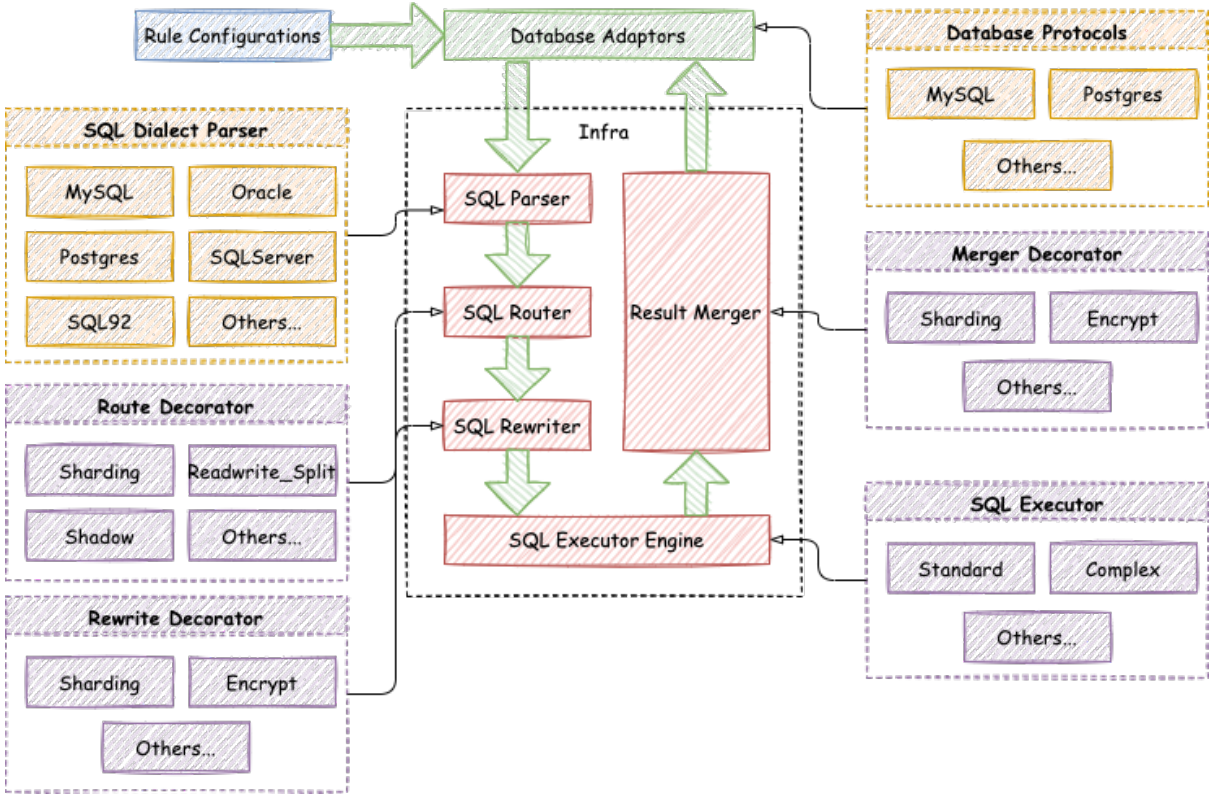 Rule Configurations
Database Adaptors
Database Protocols
MySQL
Postgres
Others...
SQL Dialect Parser
MySQL
Oracle
Postgres
SQLServer
SQL92
Others...
Infra
SQL Parser
SQL Router
SQL Rewriter
Result Merger
SQL Executor Engine
Merger Decorator
Sharding
Encrypt
Others...
Route Decorator
Sharding
Readwrite_Split
Shadow
Others...
SQL Executor
Standard
Complex
Others...
Rewrite Decorator
Sharding
Encrypt
Others...